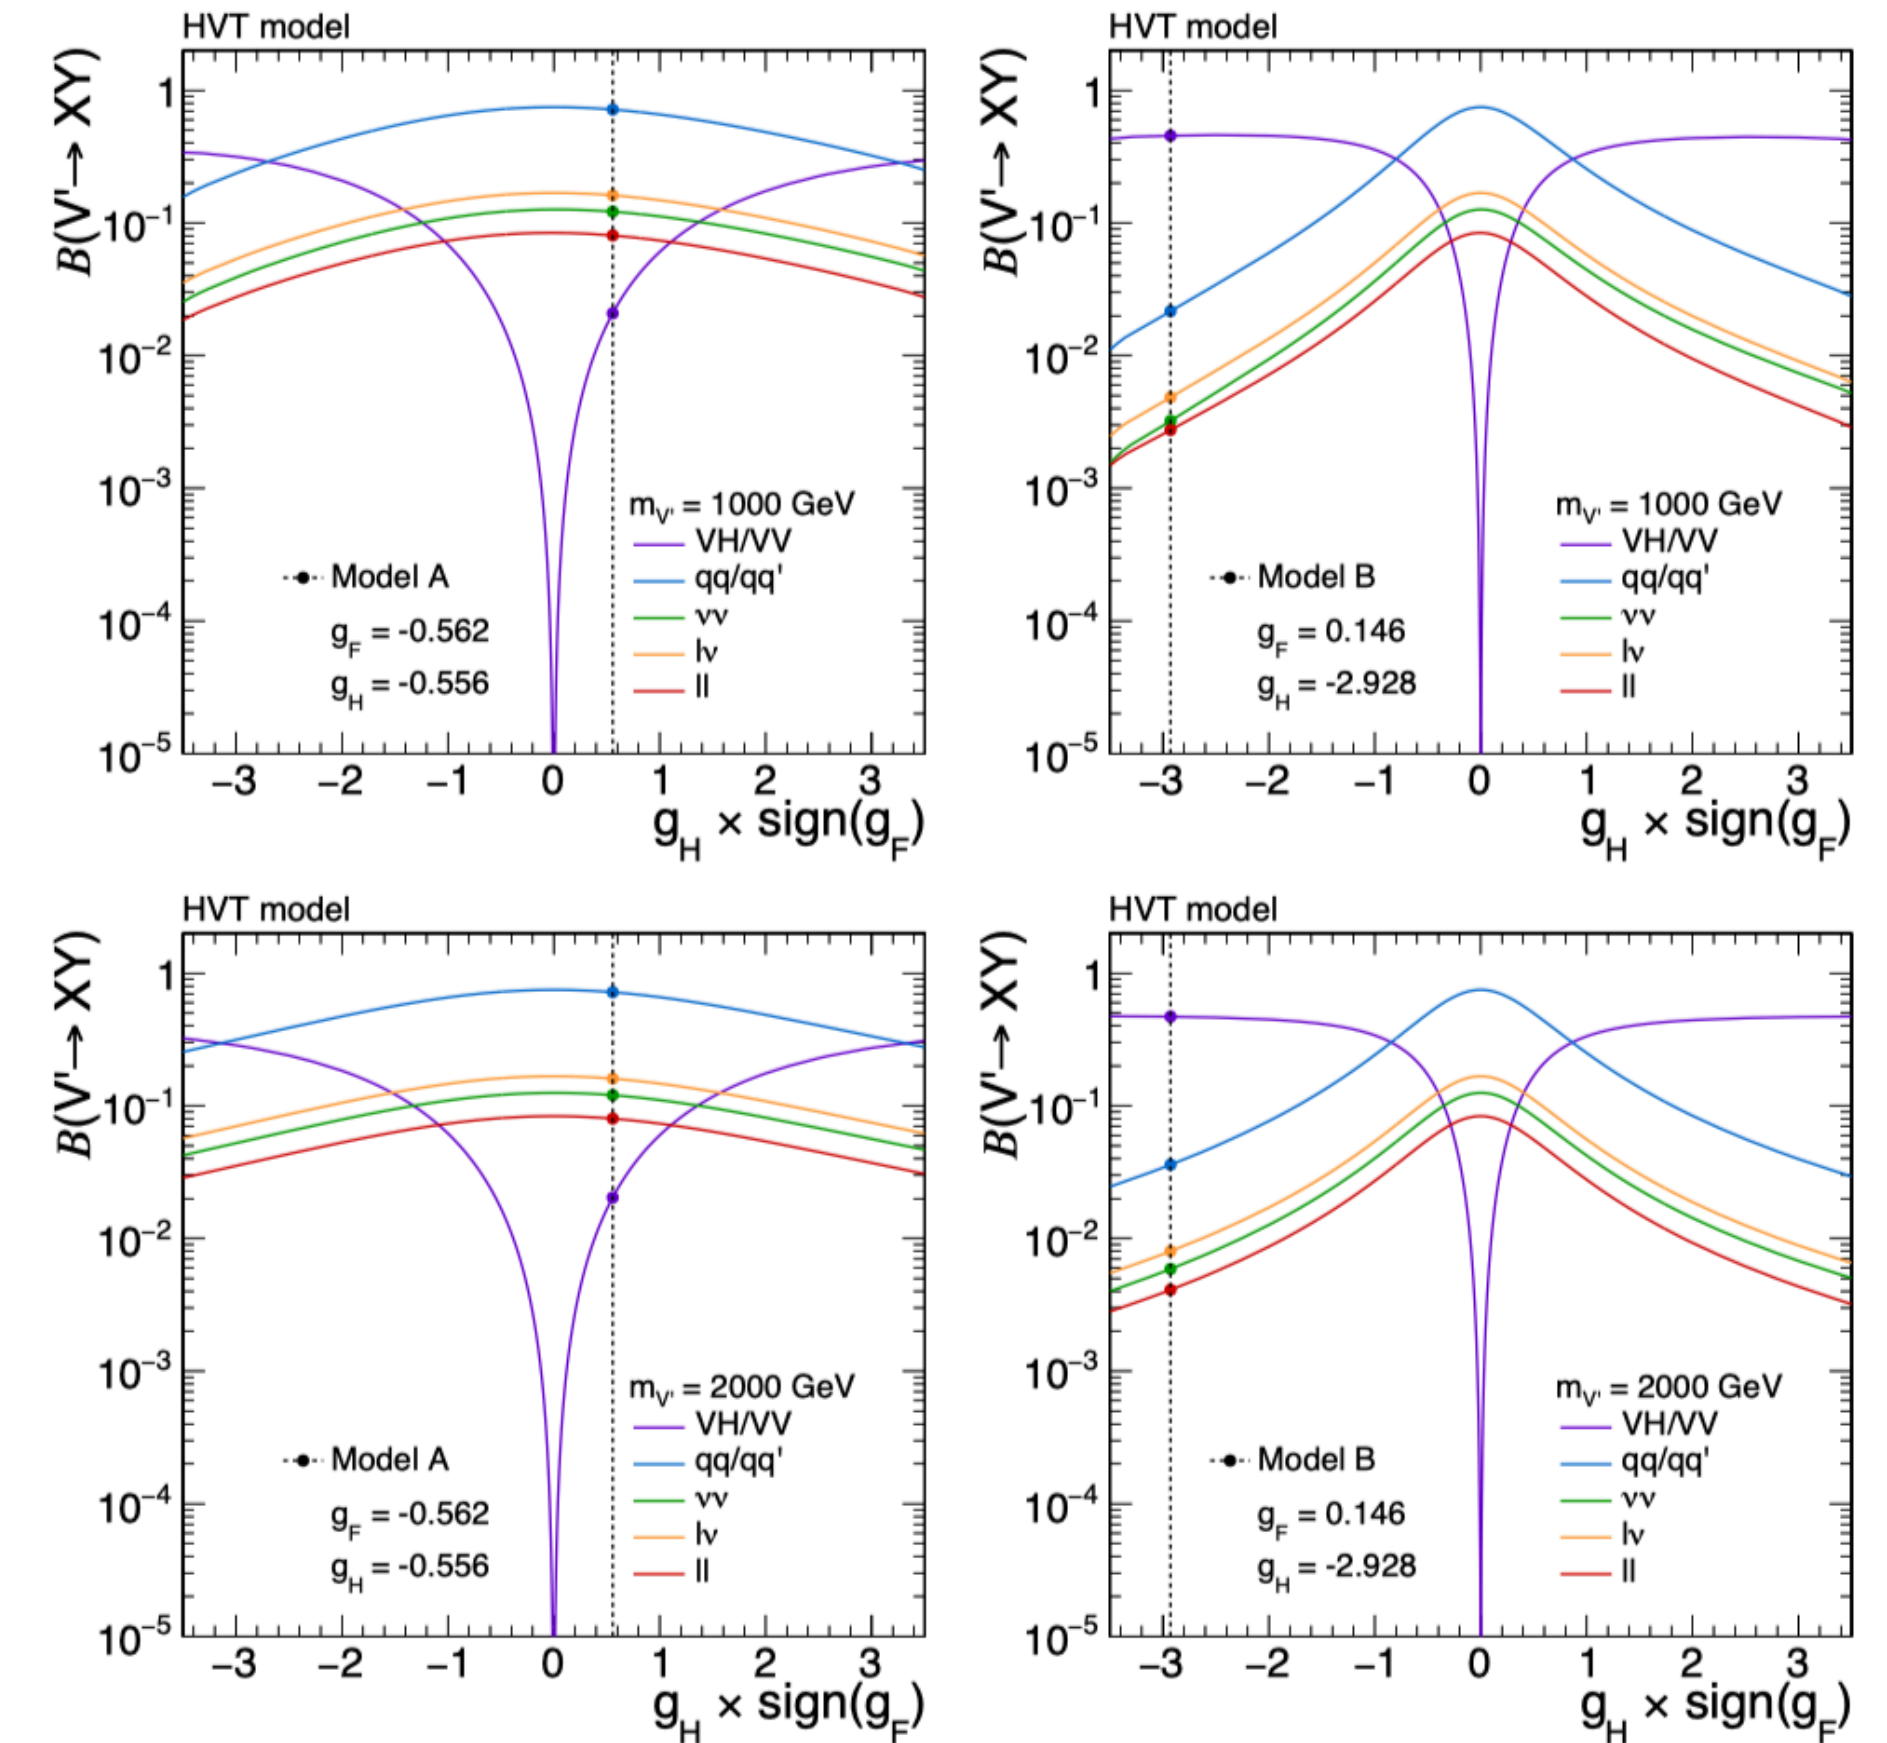 HVT model
B(V'→ XY)
1
10⁻¹
10⁻²
10⁻³
10⁻⁴
10⁻⁵
m_V' = 1000 GeV
VH/VV
Model A
qq/qq'
g_F = -0.562
νν
lν
g_H = -0.556
ll
−3 −2 −1 0 1 2 3
g_H × sign(g_F)
HVT model
B(V'→ XY)
1
10⁻¹
10⁻²
10⁻³
10⁻⁴
10⁻⁵
m_V' = 1000 GeV
VH/VV
Model B
qq/qq'
g_F = 0.146
νν
lν
g_H = -2.928
ll
−3 −2 −1 0 1 2 3
g_H × sign(g_F)
HVT model
B(V'→ XY)
1
10⁻¹
10⁻²
10⁻³
10⁻⁴
10⁻⁵
m_V' = 2000 GeV
VH/VV
Model A
qq/qq'
g_F = -0.562
νν
lν
g_H = -0.556
ll
−3 −2 −1 0 1 2 3
g_H × sign(g_F)
HVT model
B(V'→ XY)
1
10⁻¹
10⁻²
10⁻³
10⁻⁴
10⁻⁵
m_V' = 2000 GeV
VH/VV
Model B
qq/qq'
g_F = 0.146
νν
lν
g_H = -2.928
ll
−3 −2 −1 0 1 2 3
g_H × sign(g_F)